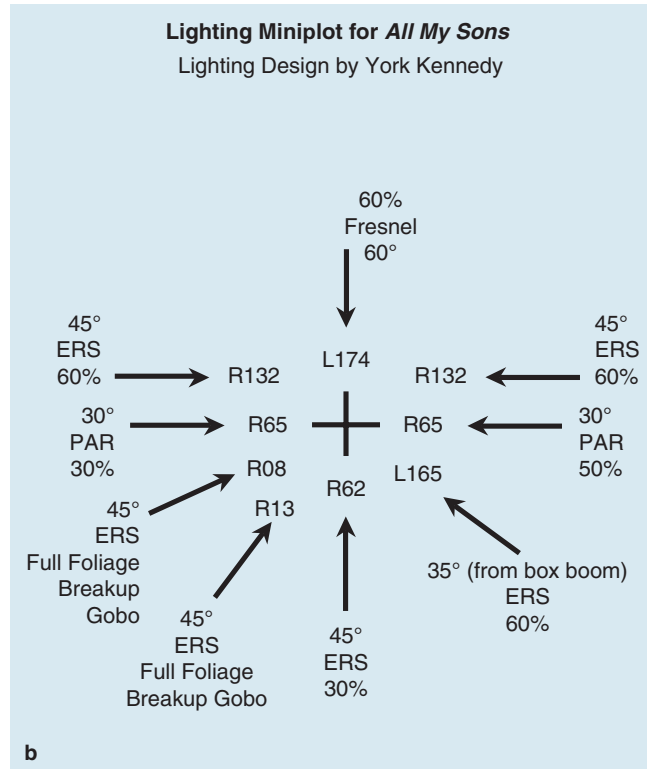 Lighting Miniplot for All My Sons
Lighting Design by York Kennedy
60%
Fresnel
60°
L174
45°
ERS
60%
R132
R132
45°
ERS
60%
30°
PAR
30%
R65
R65
30°
PAR
50%
R08
R13
R62
L165
45°
ERS
Full Foliage
Breakup
Gobo
45°
ERS
Full Foliage
Breakup Gobo
45°
ERS
30%
35° (from box boom)
ERS
60%
b